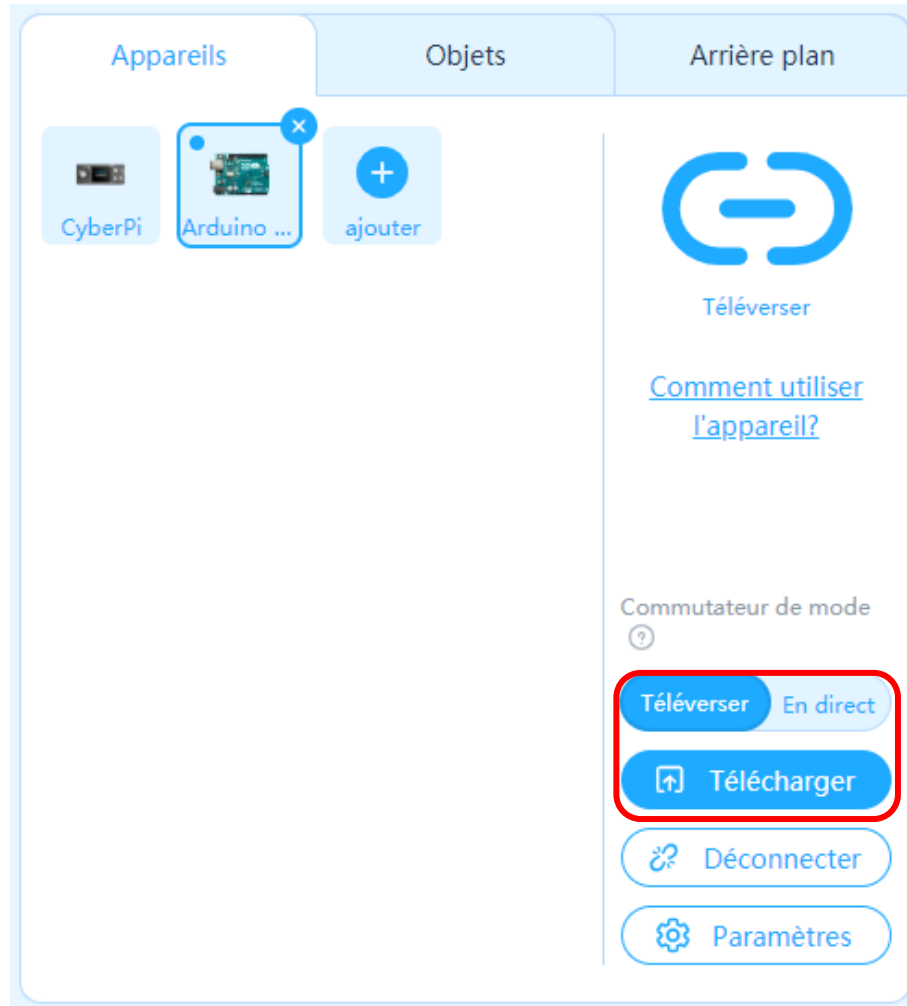 Appareils
Objets
Arrière plan
CyberPi
Arduino ...
ajouter
Téléverser
Comment utiliser
l'appareil?
Commutateur de mode
?
Téléverser
En direct
Télécharger
Déconnecter
Paramètres